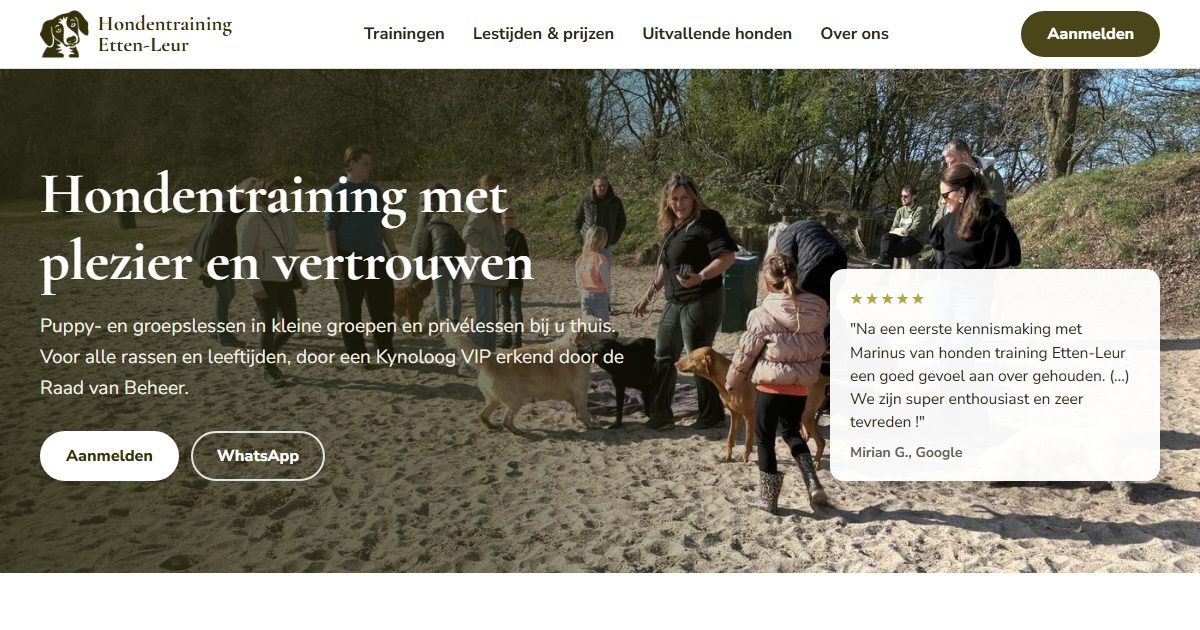 Hondentraining
Etten-Leur
Trainingen
Lestijden & prijzen
Uitvallende honden
Over ons
Aanmelden
Hondentraining met
plezier en vertrouwen
Puppy- en groepslessen in kleine groepen en privélessen bij u thuis.
Voor alle rassen en leeftijden, door een Kynoloog VIP erkend door de
Raad van Beheer.
Aanmelden
WhatsApp
★★★★★
"Na een eerste kennismaking met
Marinus van honden training Etten-Leur
een goed gevoel aan over gehouden. (...)
We zijn super enthousiast en zeer
tevreden !"
Mirian G., Google